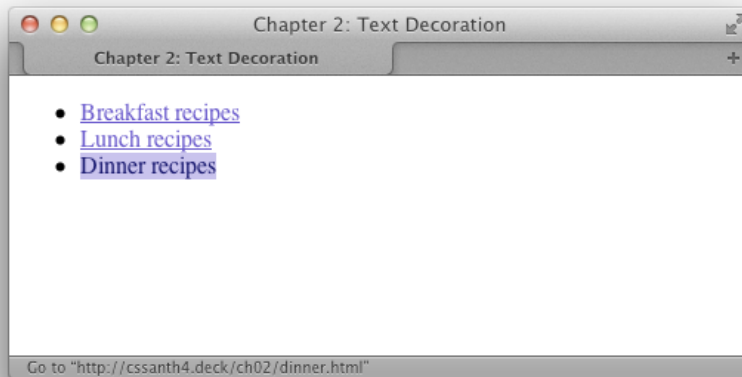 Chapter 2: Text Decoration
Chapter 2: Text Decoration
+
• Breakfast recipes
• Lunch recipes
• Dinner recipes
Go to "http://cssanth4.deck/ch02/dinner.html"